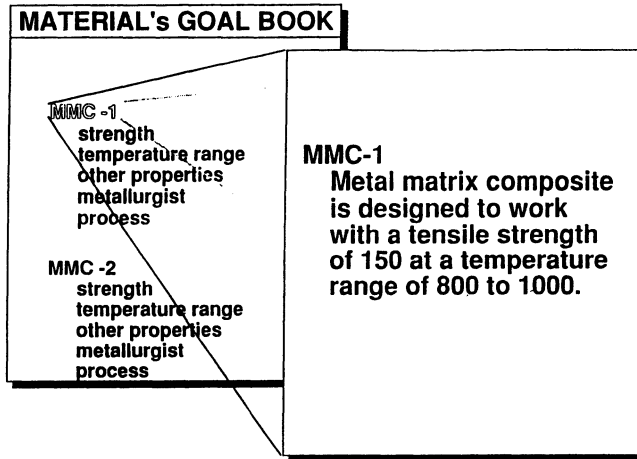 MATERIAL's GOAL BOOK
MMC -1
strength
temperature range
other properties
metallurgist
process
MMC -2
strength
temperature range
other properties
metallurgist
process
MMC-1
Metal matrix composite
is designed to work
with a tensile strength
of 150 at a temperature
range of 800 to 1000.